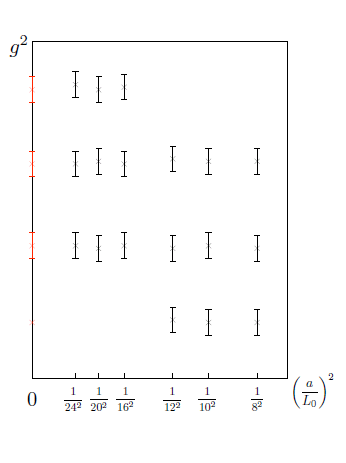 g²
0 1/24² 1/20² 1/16² 1/12² 1/10² 1/8² (a/L₀)²